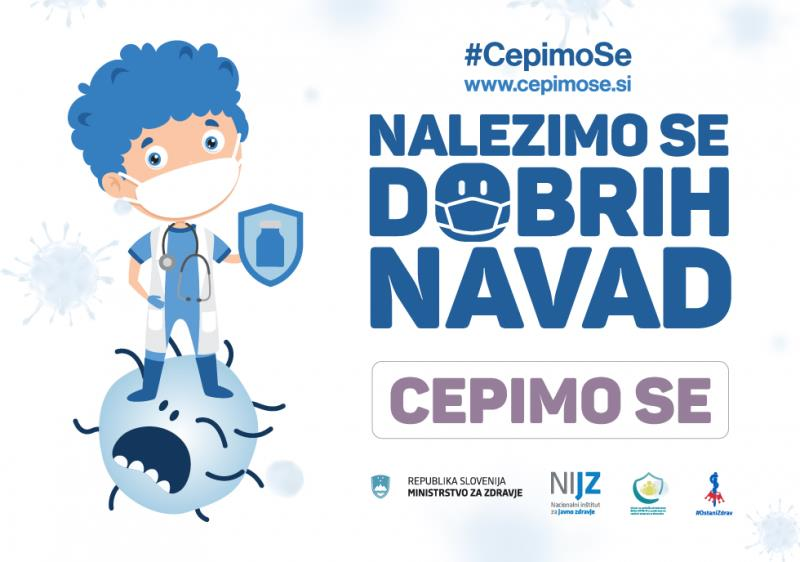 #CepimoSe
www.cepimose.si
NALEZIMO SE
DOBRIH
NAVAD
CEPIMO SE
REPUBLIKA SLOVENIJA
MINISTRSTVO ZA ZDRAVJE
NIJZ
Nacionalni inštitut
za javno zdravje
#OstaniZdrav